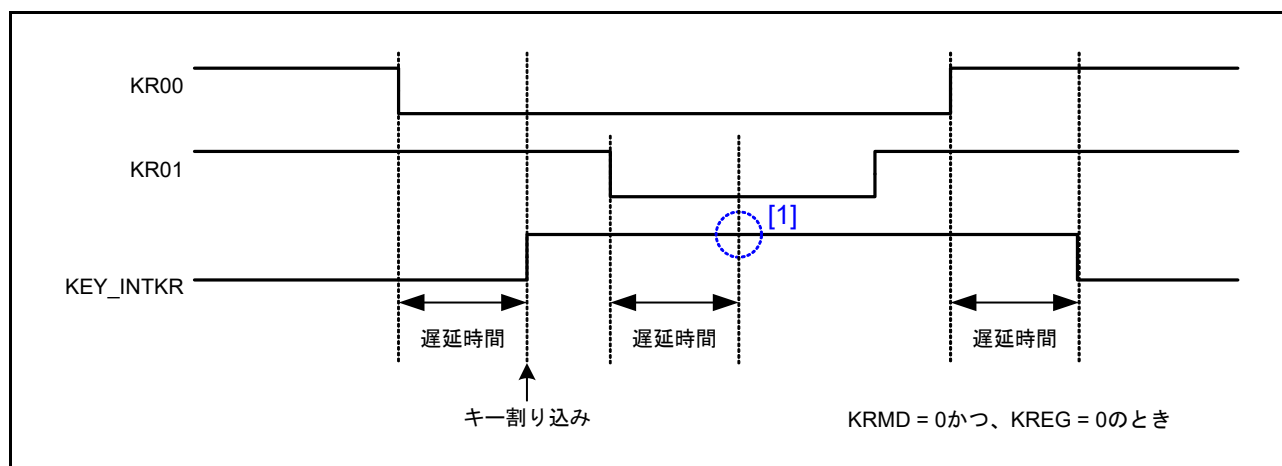 KR00
KR01
[1]
KEY_INTKR
遅延時間
遅延時間
遅延時間
キー割り込み
KRMD = 0かつ、KREG = 0のとき